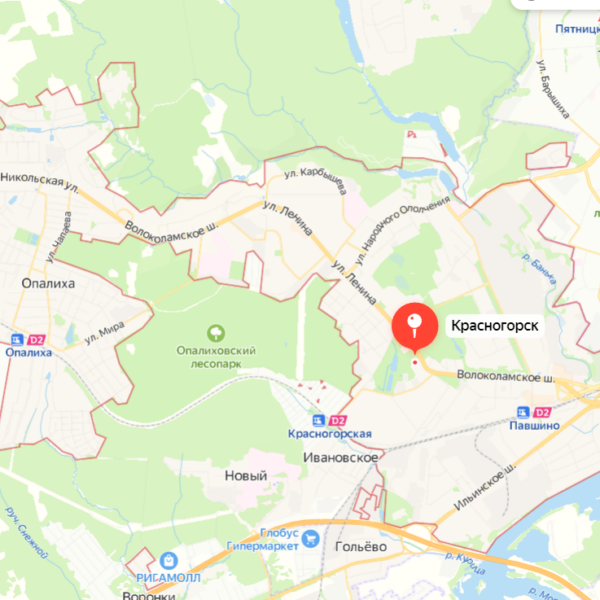 Пятницк
ул. Барышиха
ул. Карбышева
Никольская ул.
ул. Чапаева
Волоколамское ш.
ул. Ленина
ул. Народного Ополчения
р. Банька
ул. Ленина
Опалиха
ул. Мира
Красногорск
D2
Опалиха
Опалиховский
лесопарк
Волоколамское ш.
D2
Красногорская
D2
Павшино
Ивановское
Новый
Ильинское ш.
руч. Снежной
Глобус
Гипермаркет
Гольёво
р. Курица
РИГАМОЛЛ
Воронки
р. Мо